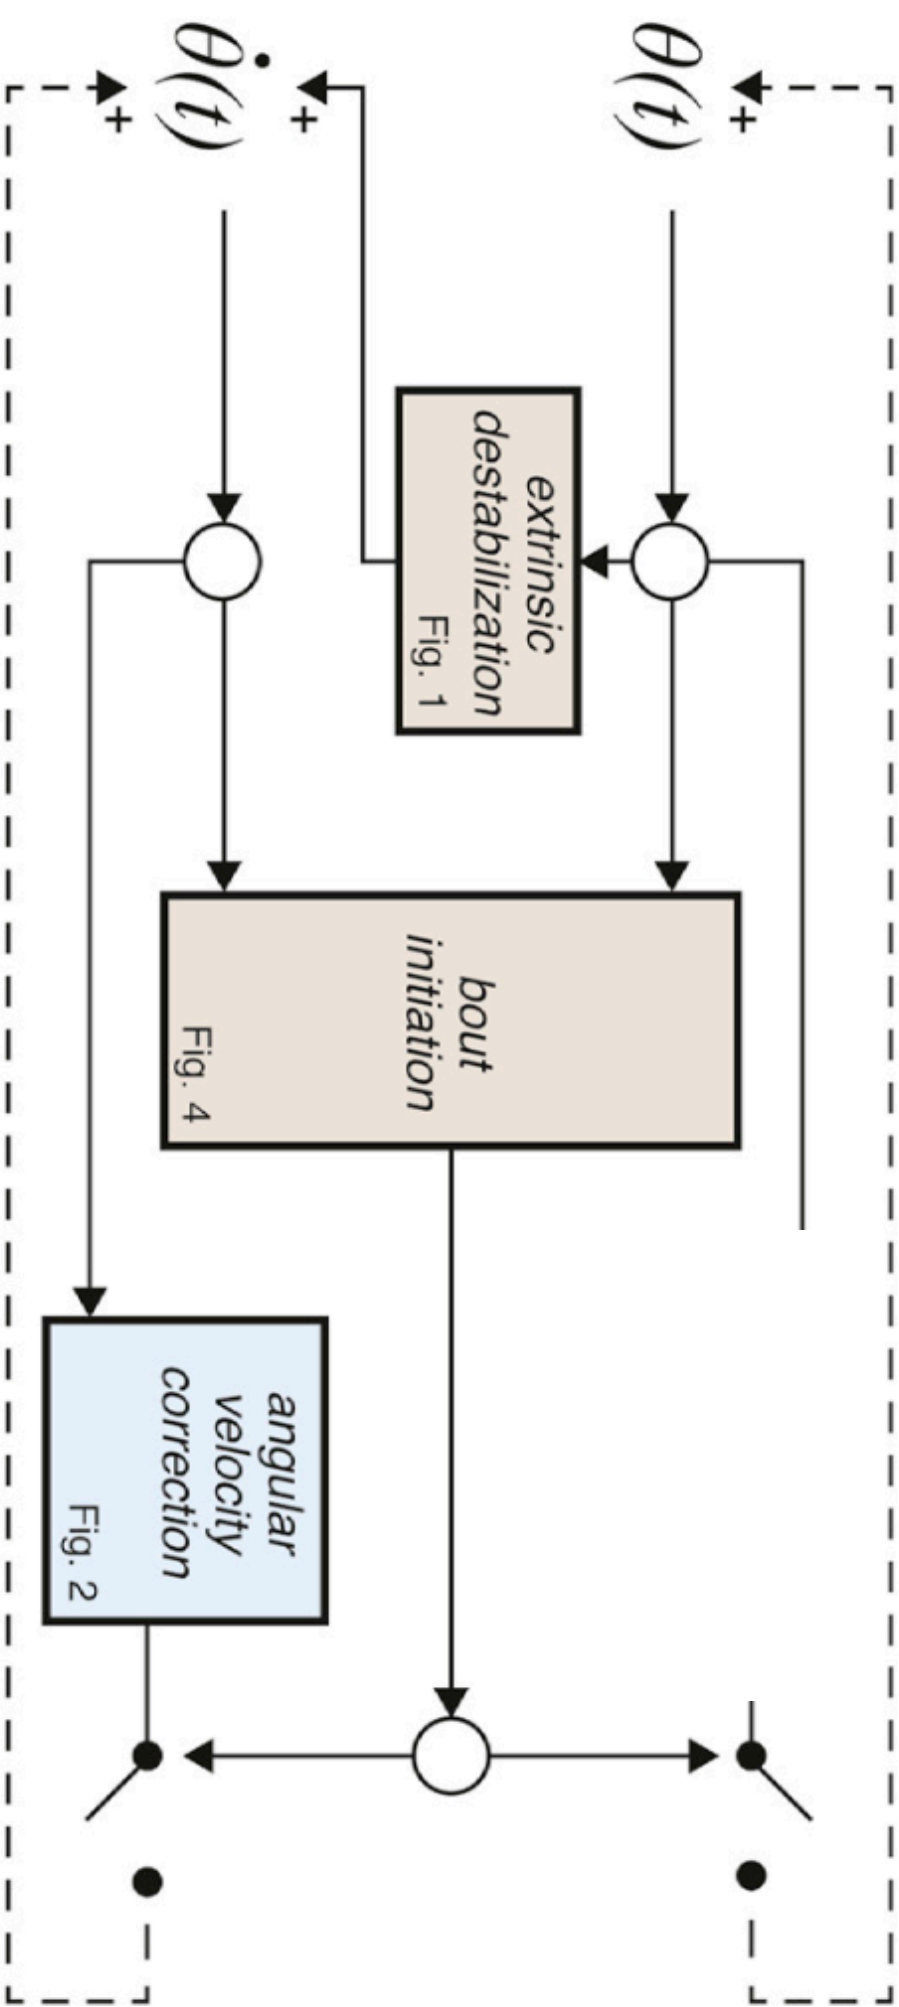 +
θ(t)
extrinsic
destabilization
Fig. 1
bout
initiation
Fig. 4
+
θ̇(t)
+
angular
velocity
correction
Fig. 2